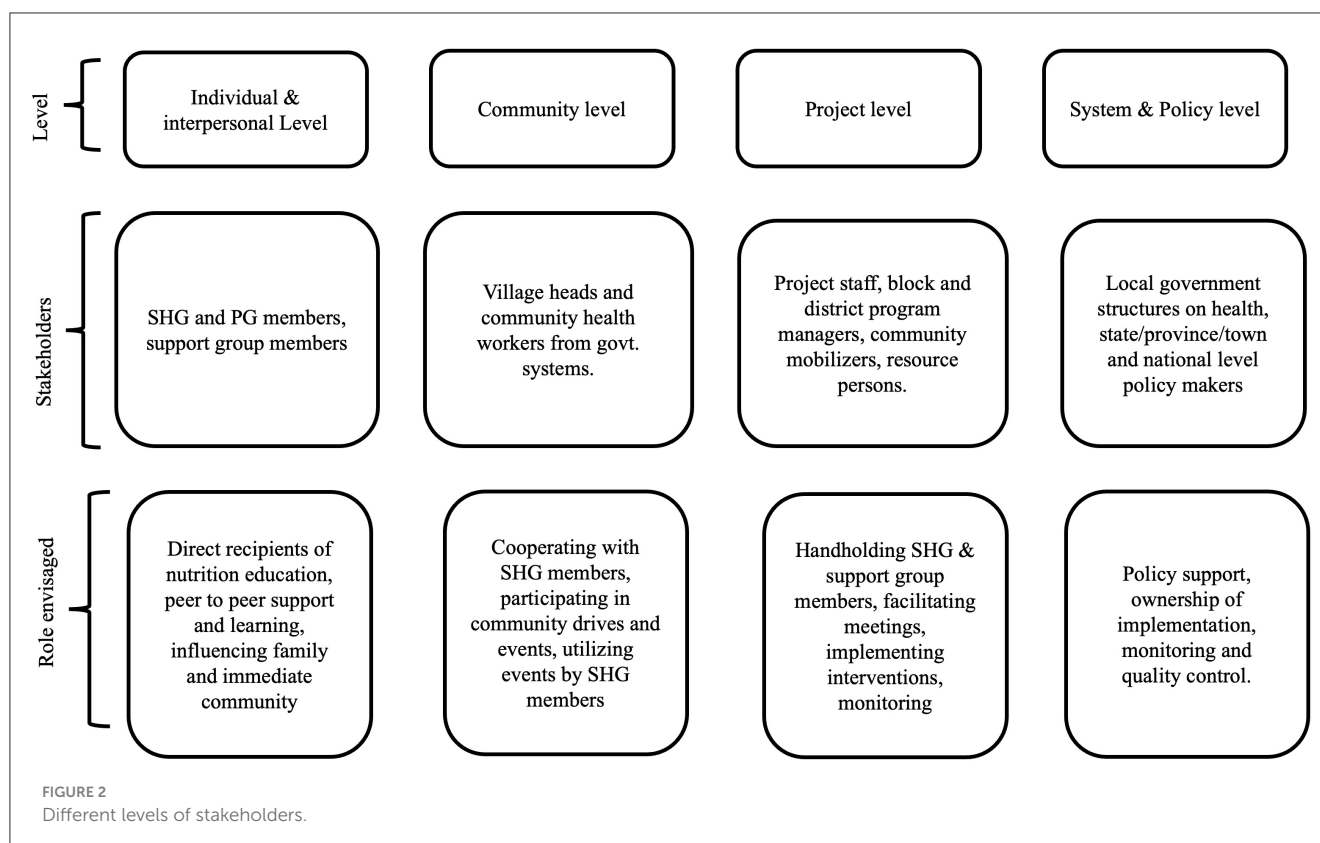 Level
Individual &
interpersonal Level
Community level
Project level
System & Policy level
Stakeholders
SHG and PG members,
support group members
Village heads and
community health
workers from govt.
systems.
Project staff, block and
district program
managers, community
mobilizers, resource
persons.
Local government
structures on health,
state/province/town
and national level
policy makers
Role envisaged
Direct recipients of
nutrition education,
peer to peer support
and learning,
influencing family
and immediate
community
Cooperating with
SHG members,
participating in
community drives and
events, utilizing
events by SHG
members
Handholding SHG &
support group
members, facilitating
meetings,
implementing
interventions,
monitoring
Policy support,
ownership of
implementation,
monitoring and
quality control.
FIGURE 2
Different levels of stakeholders.